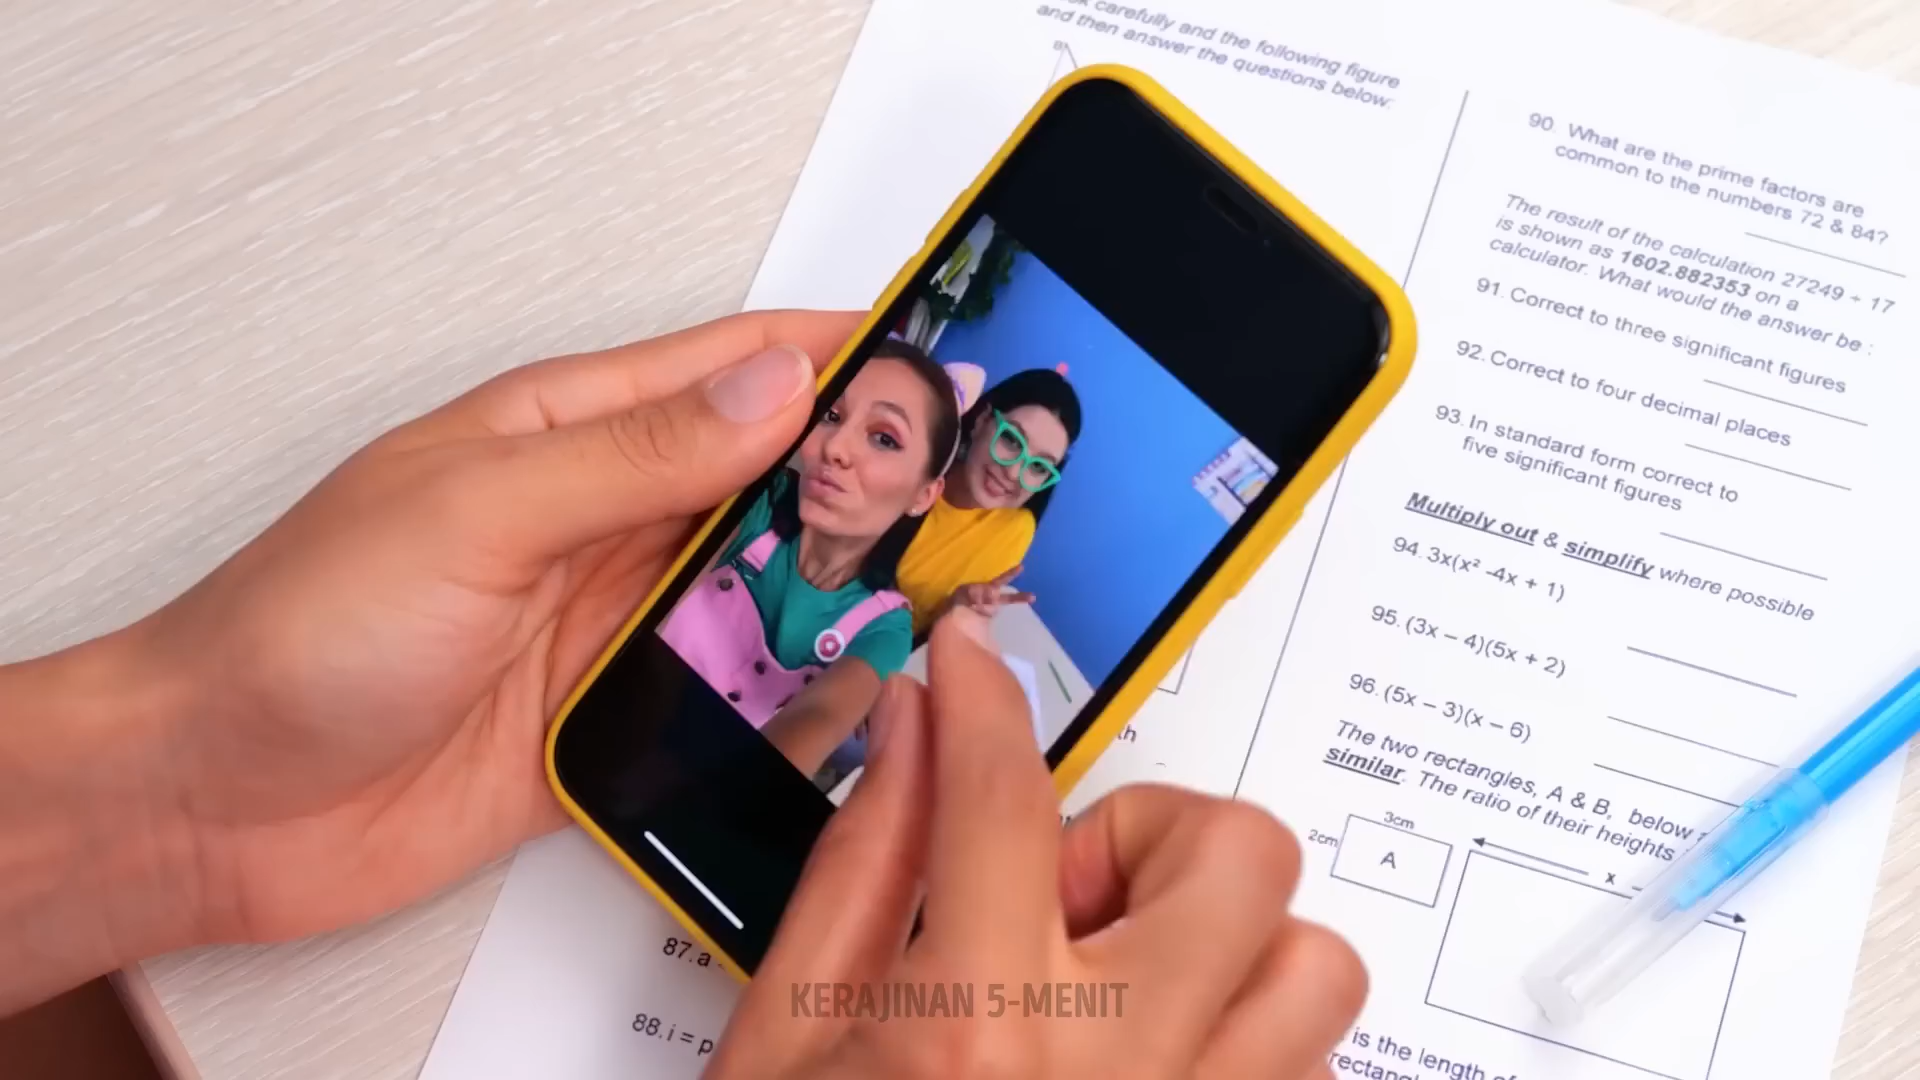 carefully and the following figure
and then answer the questions below:
90. What are the prime factors are
common to the numbers 72 & 84?
The result of the calculation 27249 ÷ 17
is shown as 1602.882353 on a
calculator. What would the answer be :
91. Correct to three significant figures
92. Correct to four decimal places
93. In standard form correct to
five significant figures
Multiply out & simplify where possible
94. 3x(x² -4x + 1)
95. (3x – 4)(5x + 2)
96. (5x – 3)(x – 6)
The two rectangles, A & B, below
similar. The ratio of their heights
3cm
2cm
A
x
is the length
87. a
88. i = p
KERAJINAN 5-MENIT